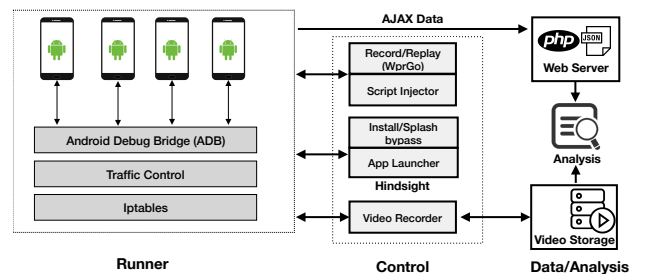 AJAX Data
php
JSON
Web Server
Record/Replay
(WprGo)
Script Injector
Android Debug Bridge (ADB)
Install/Splash
bypass
App Launcher
Hindsight
Analysis
Traffic Control
Iptables
Video Recorder
Video Storage
Runner
Control
Data/Analysis